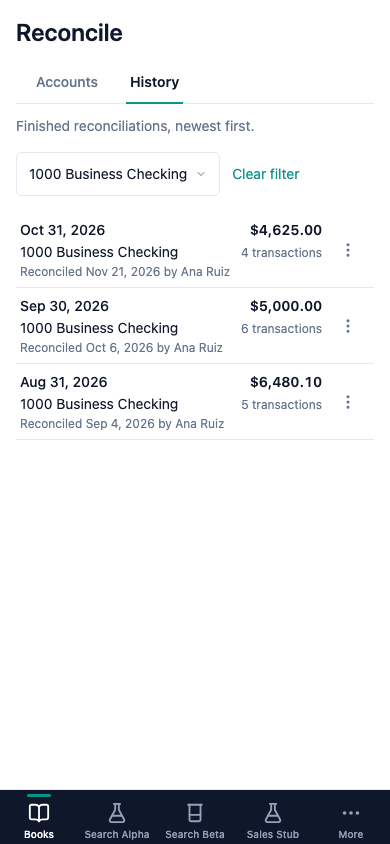 Reconcile
Accounts History
Finished reconciliations, newest first.
1000 Business Checking Clear filter
Oct 31, 2026 $4,625.00
1000 Business Checking 4 transactions
Reconciled Nov 21, 2026 by Ana Ruiz
Sep 30, 2026 $5,000.00
1000 Business Checking 6 transactions
Reconciled Oct 6, 2026 by Ana Ruiz
Aug 31, 2026 $6,480.10
1000 Business Checking 5 transactions
Reconciled Sep 4, 2026 by Ana Ruiz
Books Search Alpha Search Beta Sales Stub More